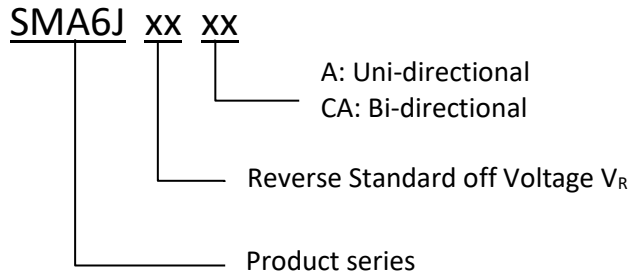 SMA6J xx xx
A: Uni-directional
CA: Bi-directional
Reverse Standard off Voltage VR
Product series